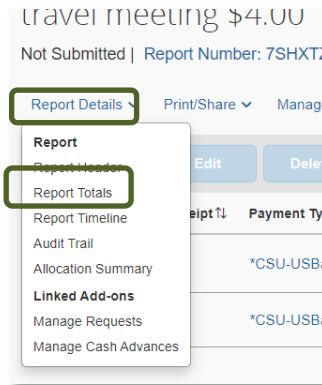 travel meeting $4.00
Not Submitted | Report Number: 7SHXTZ
Report Details Print/Share Manag
Report
Report Header
Report Totals
Report Timeline
Audit Trail
Allocation Summary
Linked Add-ons
Manage Requests
Manage Cash Advances
Edit Dele
eipt Payment Ty
*CSU-USBa
*CSU-USBa